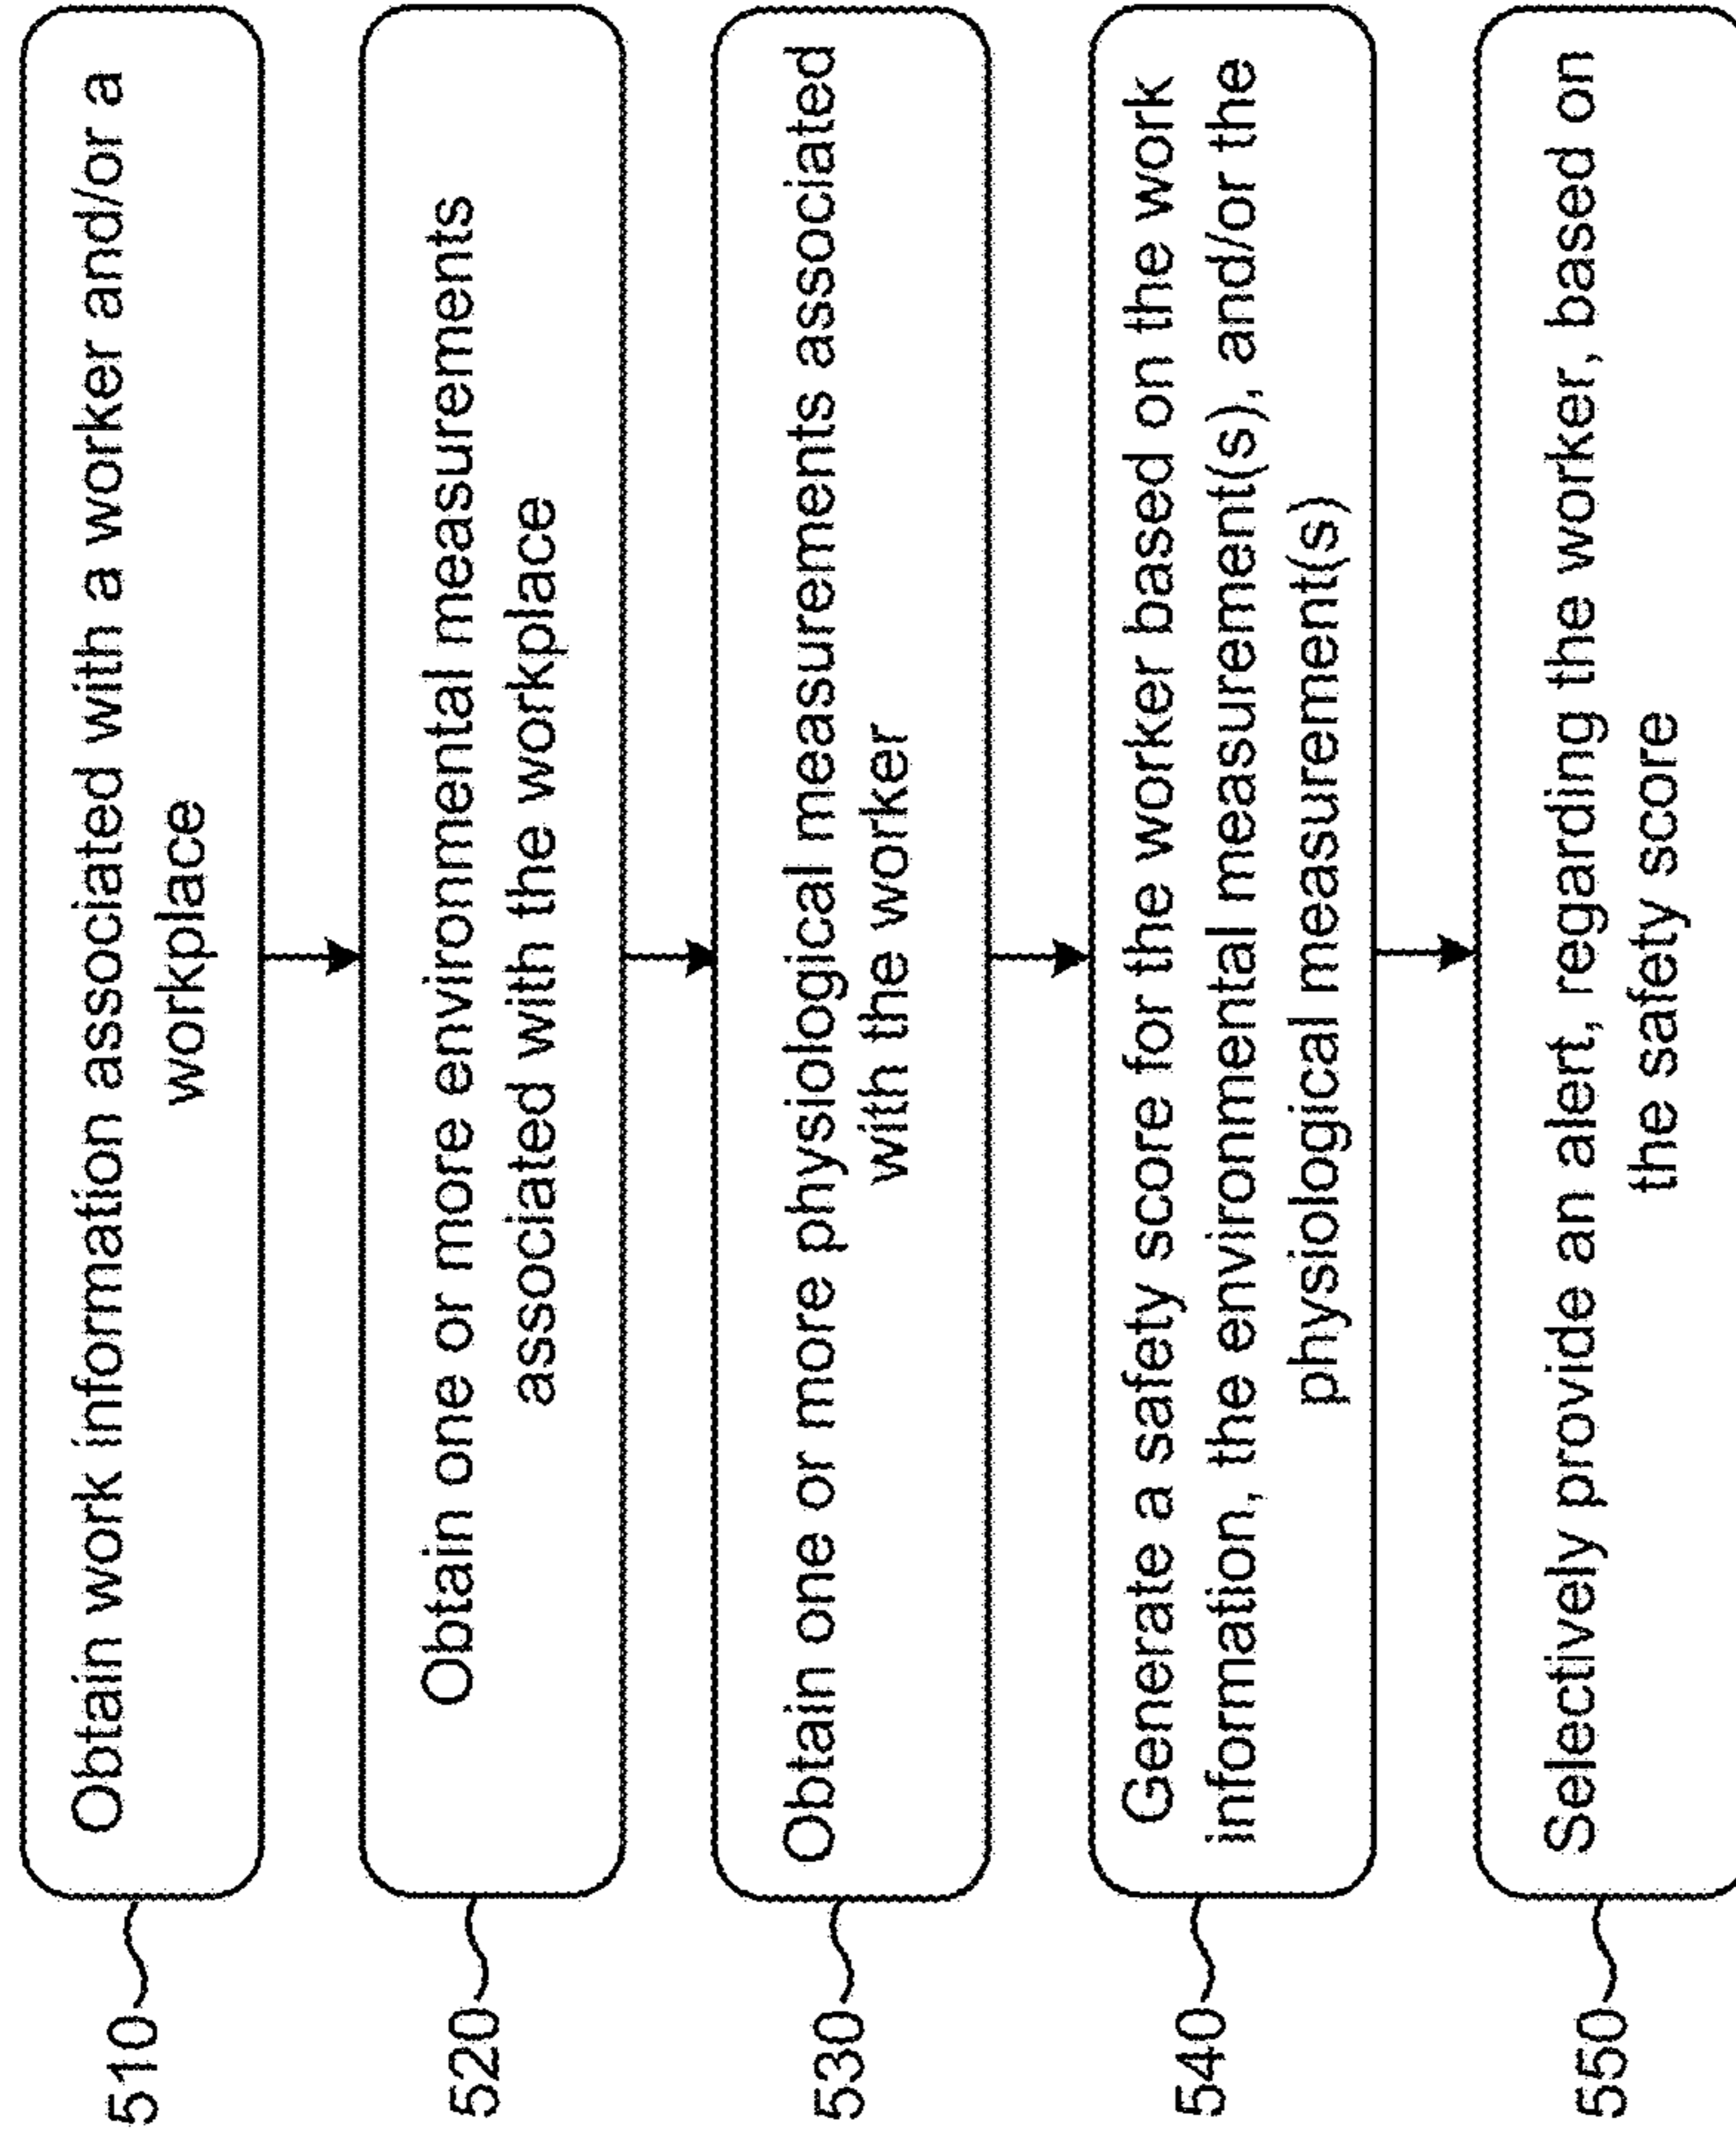 510
Obtain work information associated with a worker and/or a
workplace
520
Obtain one or more environmental measurements
associated with the workplace
530
Obtain one or more physiological measurements associated
with the worker
540
Generate a safety score for the worker based on the work
information, the environmental measurement(s), and/or the
physiological measurement(s)
550
Selectively provide an alert, regarding the worker, based on
the safety score